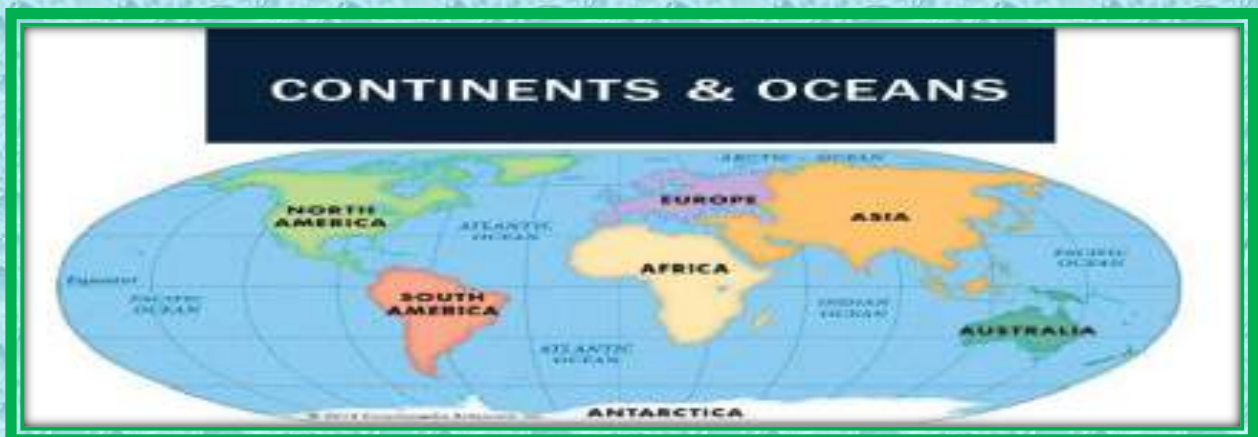 CONTINENTS & OCEANS
ARCTIC OCEAN
NORTH
AMERICA
EUROPE
ASIA
ATLANTIC
OCEAN
PACIFIC
OCEAN
AFRICA
Equator
PACIFIC
OCEAN
SOUTH
AMERICA
INDIAN
OCEAN
AUSTRALIA
ATLANTIC
OCEAN
ANTARCTICA